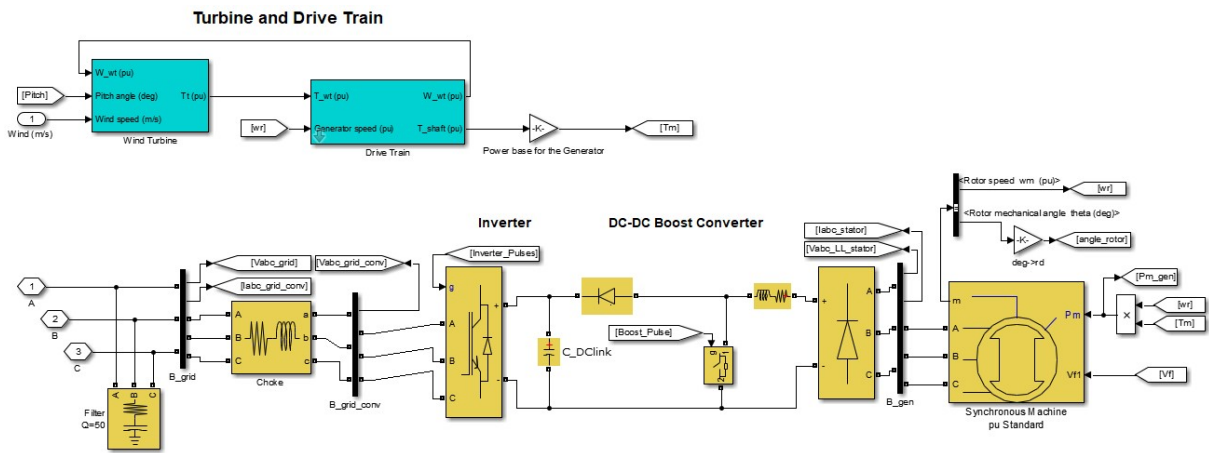 Turbine and Drive Train
W_wt (pu)
[Pitch]
Pitch angle (deg)
Tt (pu)
1
Wind (m/s)
Wind speed (m/s)
Wind Turbine
T_wt (pu)
W_wt (pu)
[wr]
Generator speed (pu)
T_shaft (pu)
Drive Train
-K-
Power base for the Generator
[Tm]
<Rotor speed wm (pu)>
[wr]
<Rotor mechanical angle theta (deg)>
-K-
deg->rd
[angle_rotor]
Inverter
DC-DC Boost Converter
[Iabc_stator]
[Vabc_LL_stator]
[Vabc_grid]
[Vabc_grid_conv]
[Iabc_grid_conv]
[Inverter_Pulses]
[Pm_gen]
[wr]
[Tm]
×
1
A
2
B
3
C
B_grid
A
B
C
a
b
c
Choke
B_grid_conv
A B C
Filter
Q=50
g
A
B
C
+
-
+
C_DClink
[Boost_Pulse]
g
1
2
+
-
A
B
C
B_gen
m
A
B
C
Pm
Vf1
[Vf]
Synchronous Machine
pu Standard